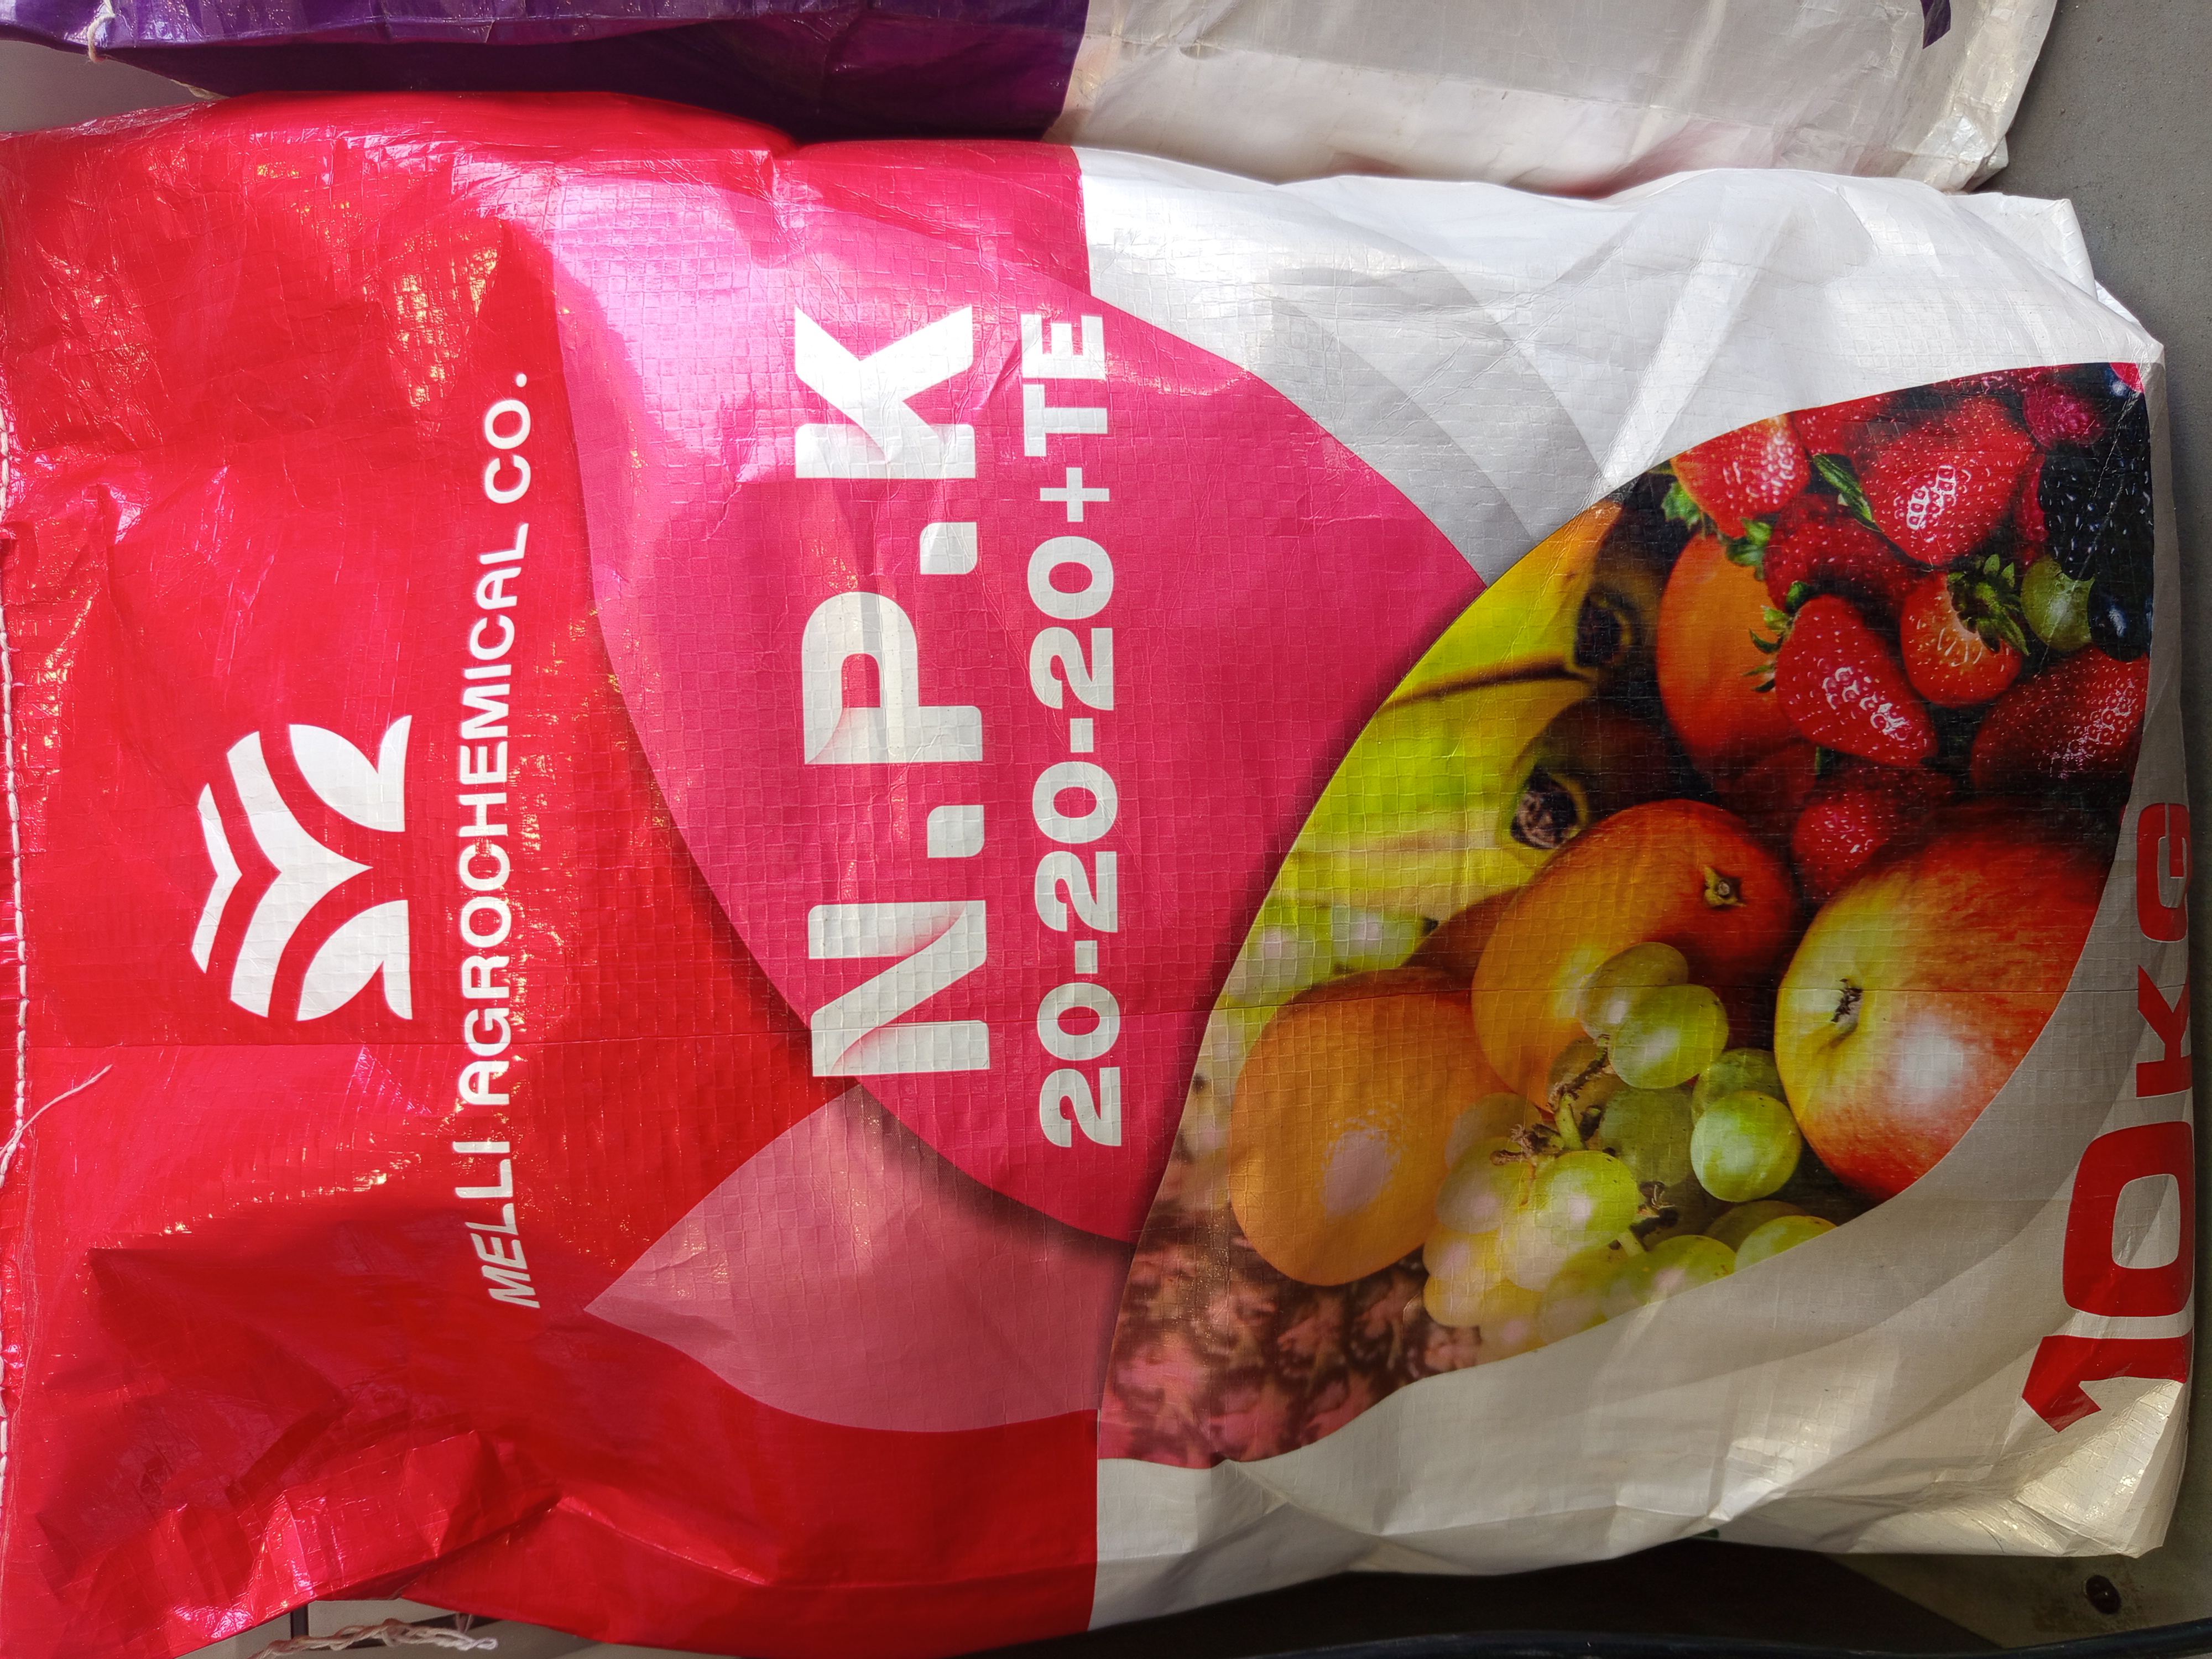 MELLI AGROCHEMICAL CO.
N.P.K
20-20-20+TE
10KG